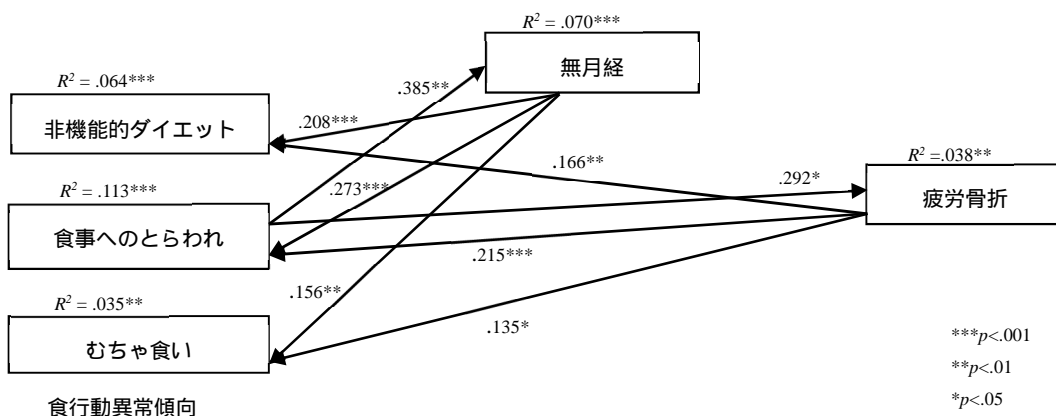 R² = .070***
無月経
R² = .064***
非機能的ダイエット
.385**
.208***
.166**
R² =.038**
疲労骨折
R² = .113***
食事へのとらわれ
.273***
.292*
.215***
R² = .035**
むちゃ食い
.156**
.135*
***p<.001
**p<.01
*p<.05
食行動異常傾向